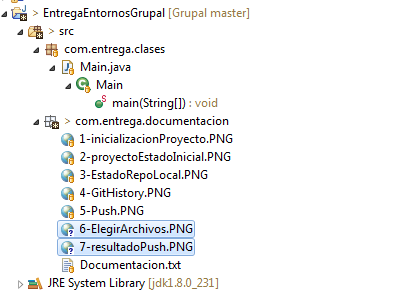 > EntregaEntornosGrupal [Grupal master]
> src
com.entrega.clases
Main.java
Main
main(String[]) : void
> com.entrega.documentacion
1-inicializacionProyecto.PNG
2-proyectoEstadoInicial.PNG
3-EstadoRepoLocal.PNG
4-GitHistory.PNG
5-Push.PNG
6-ElegirArchivos.PNG
7-resultadoPush.PNG
Documentacion.txt
JRE System Library [jdk1.8.0_231]